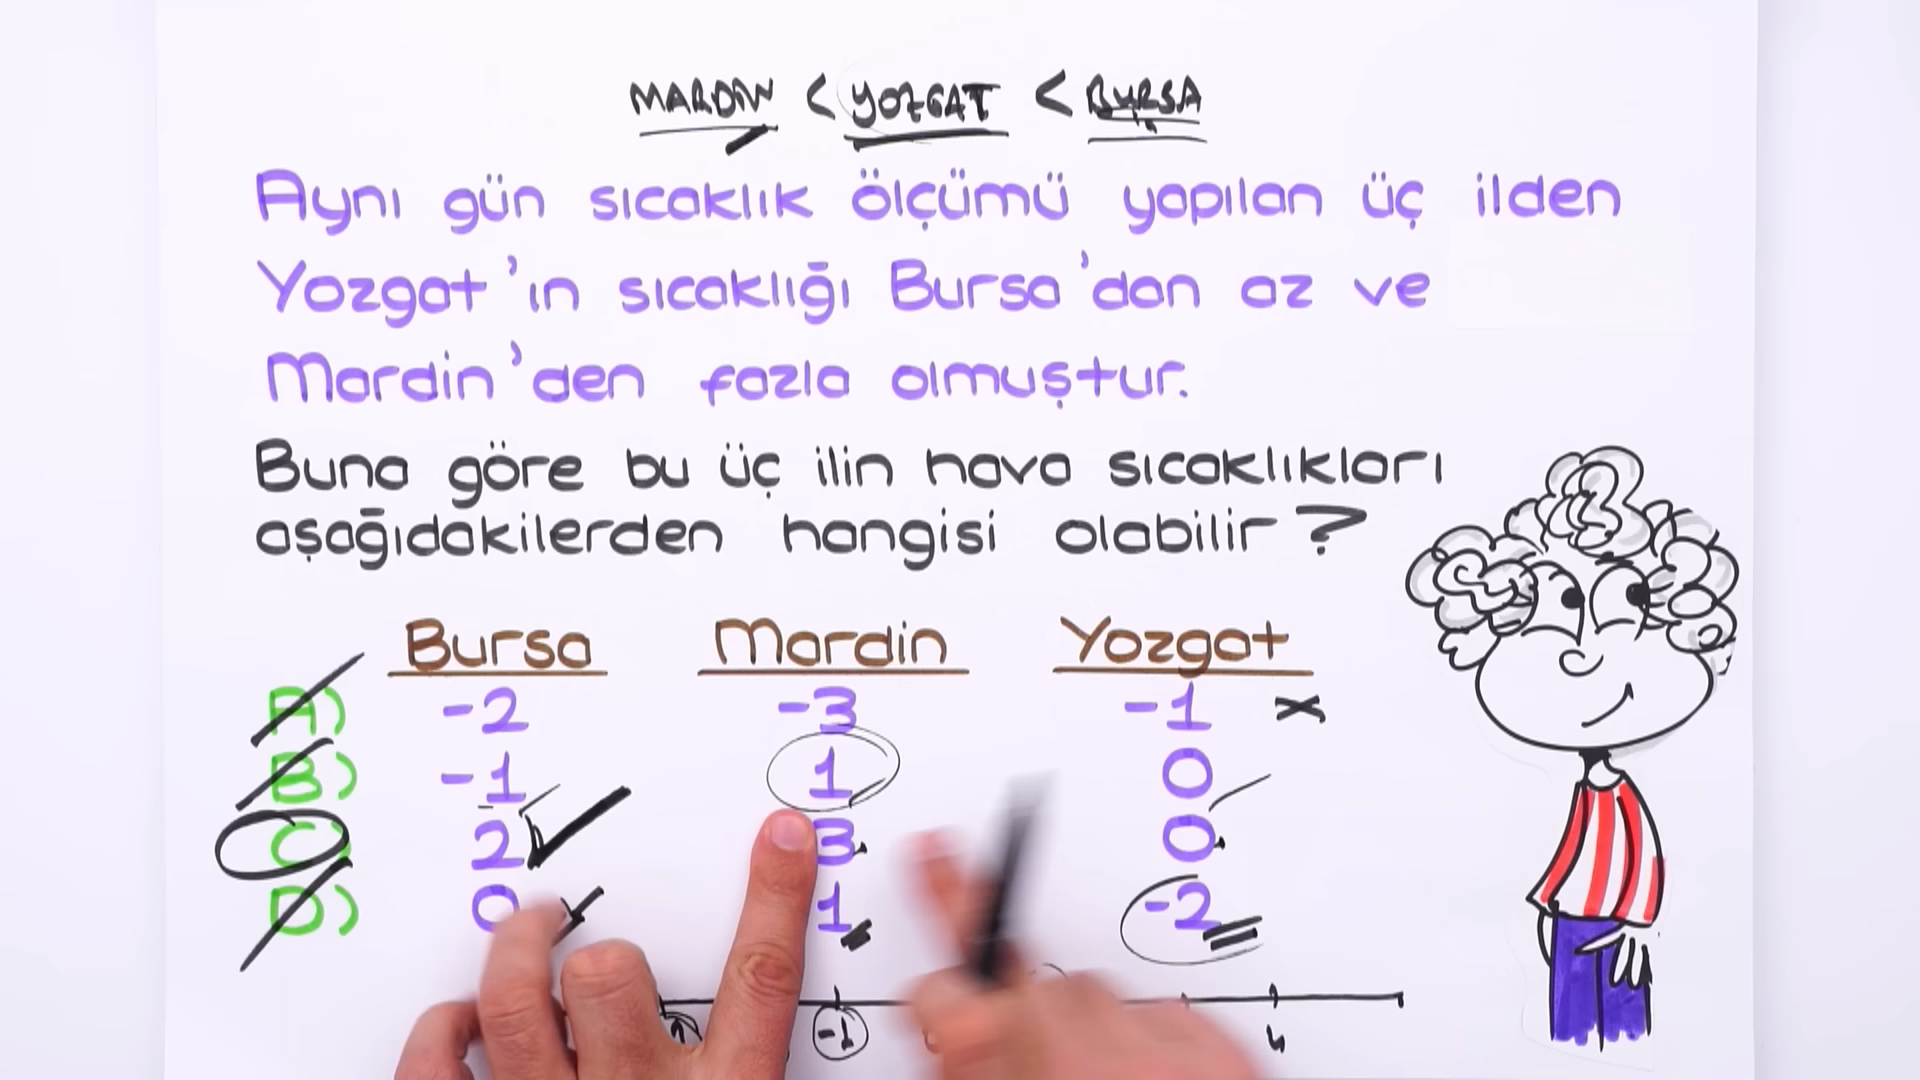 MARDİN < YOZGAT < BURSA
Aynı gün sıcaklık ölçümü yapılan üç ilden
Yozgat'ın sıcaklığı Bursa'dan az ve
Mardin'den fazla olmuştur.
Buna göre bu üç ilin hava sıcaklıkları
aşağıdakilerden hangisi olabilir?
Bursa Mardin Yozgat
A) -2 -3 -1
B) -1 1 0
C) 2 0
D) 0 1 -2
-1 4